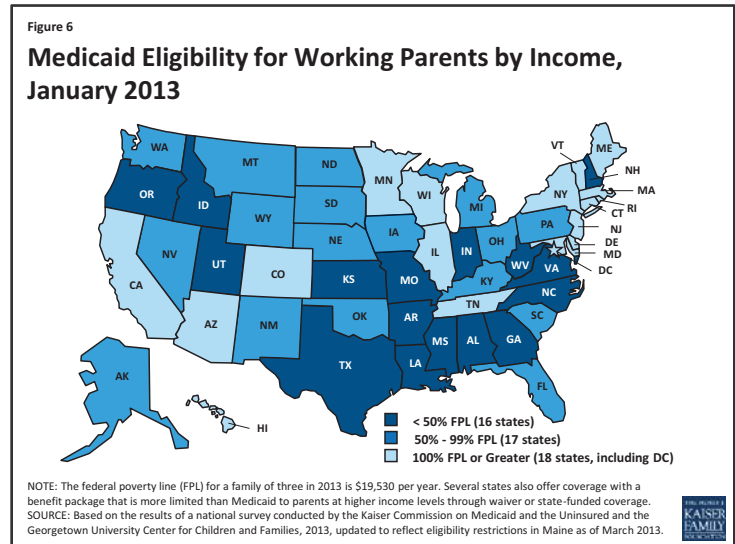 Figure 6
Medicaid Eligibility for Working Parents by Income,
January 2013
WA
MT
ND
MN
VT
ME
NH
OR
ID
SD
WI
NY
MA
MI
RI
WY
CT
IA
PA
NJ
NE
NV
OH
DE
IL
IN
MD
UT
WV
CO
VA
DC
CA
KS
MO
KY
NC
TN
AZ
OK
NM
AR
SC
MS
AL
GA
TX
LA
AK
FL
HI
< 50% FPL (16 states)
50% - 99% FPL (17 states)
100% FPL or Greater (18 states, including DC)
NOTE: The federal poverty line (FPL) for a family of three in 2013 is $19,530 per year. Several states also offer coverage with a
benefit package that is more limited than Medicaid to parents at higher income levels through waiver or state-funded coverage.
SOURCE: Based on the results of a national survey conducted by the Kaiser Commission on Medicaid and the Uninsured and the
Georgetown University Center for Children and Families, 2013, updated to reflect eligibility restrictions in Maine as of March 2013.
THE HENRY J.
KAISER
FAMILY
FOUNDATION